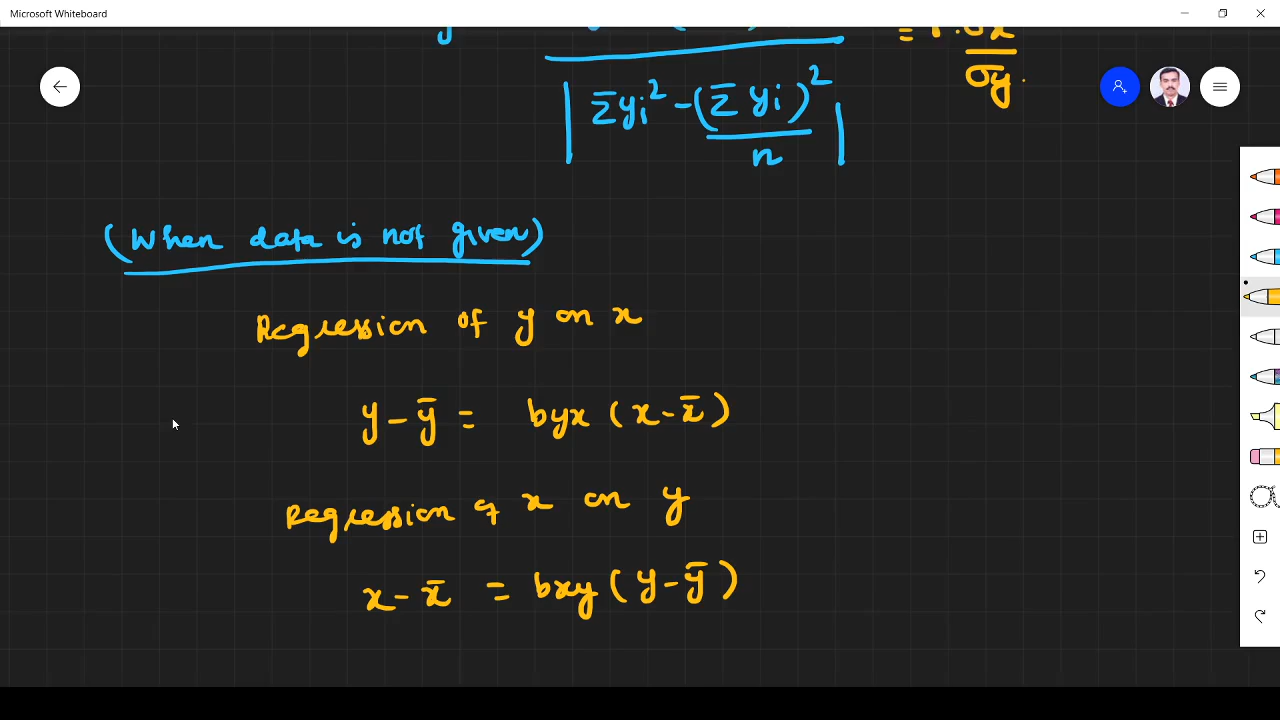 Microsoft Whiteboard
Σyi² - (Σyi)²
n
σy
(When data is not given)
Regression of y on x
y - ȳ = byx (x - x̄)
Regression of x on y
x - x̄ = bxy (y - ȳ)